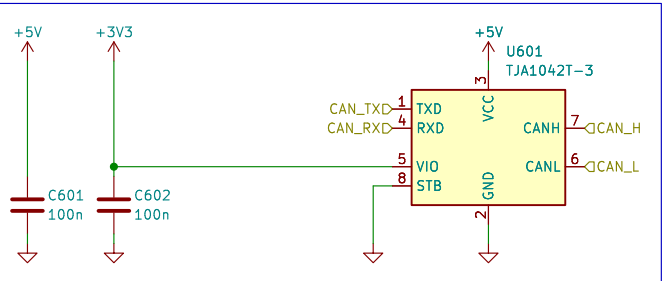 +5V
+3V3
+5V
U601
TJA1042T-3
3
VCC
CAN_TX
1
TXD
CAN_RX
4
RXD
CANH
7
CAN_H
5
VIO
CANL
6
CAN_L
8
STB
GND
2
C601
100n
C602
100n